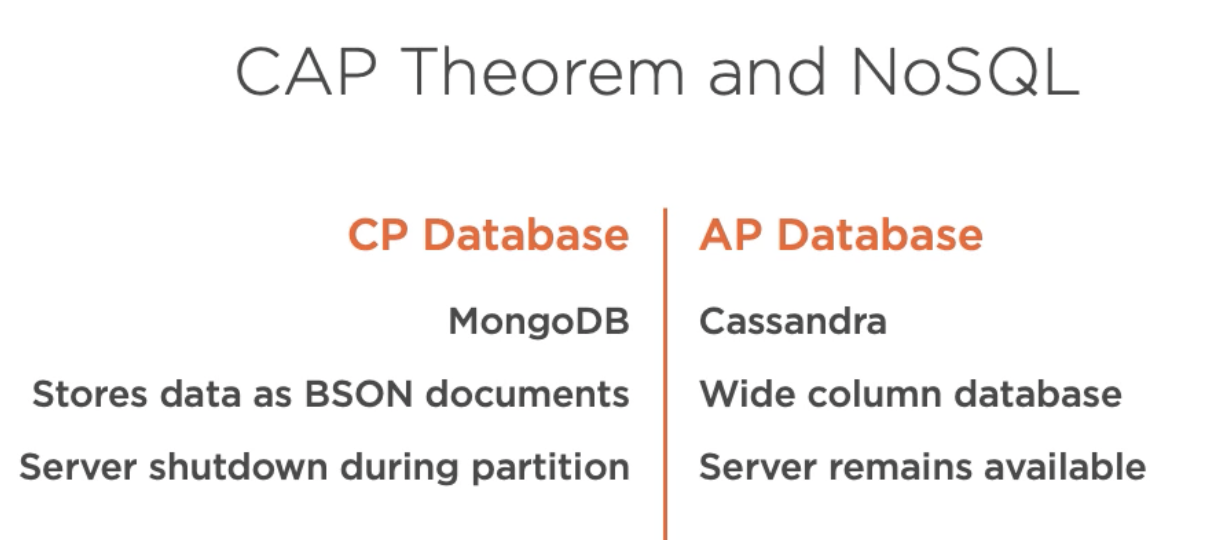 CAP Theorem and NoSQL
CP Database
MongoDB
Stores data as BSON documents
Server shutdown during partition
AP Database
Cassandra
Wide column database
Server remains available